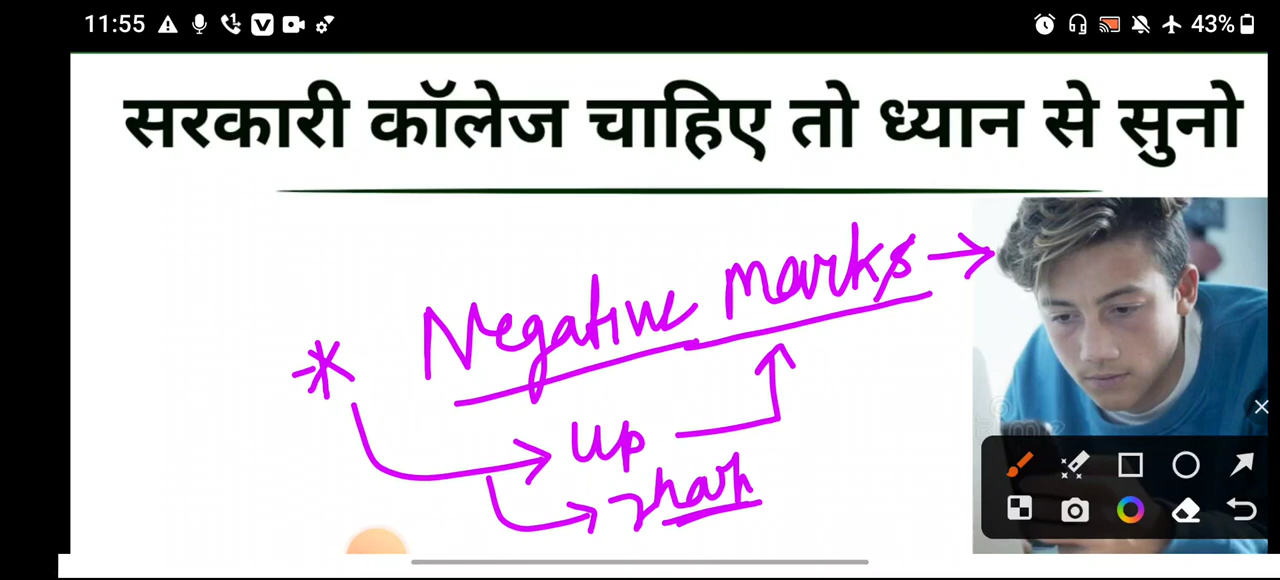 11:55 43%
सरकारी कॉलेज चाहिए तो ध्यान से सुनो
Negative marks
up